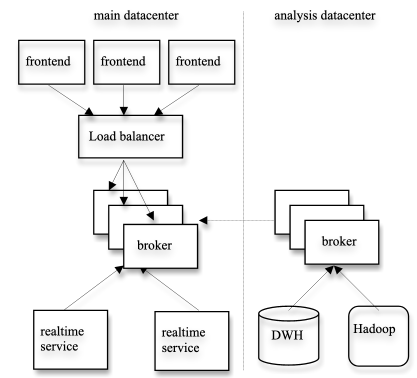 main datacenter
analysis datacenter
frontend
frontend
frontend
Load balancer
broker
broker
realtime
service
realtime
service
DWH
Hadoop